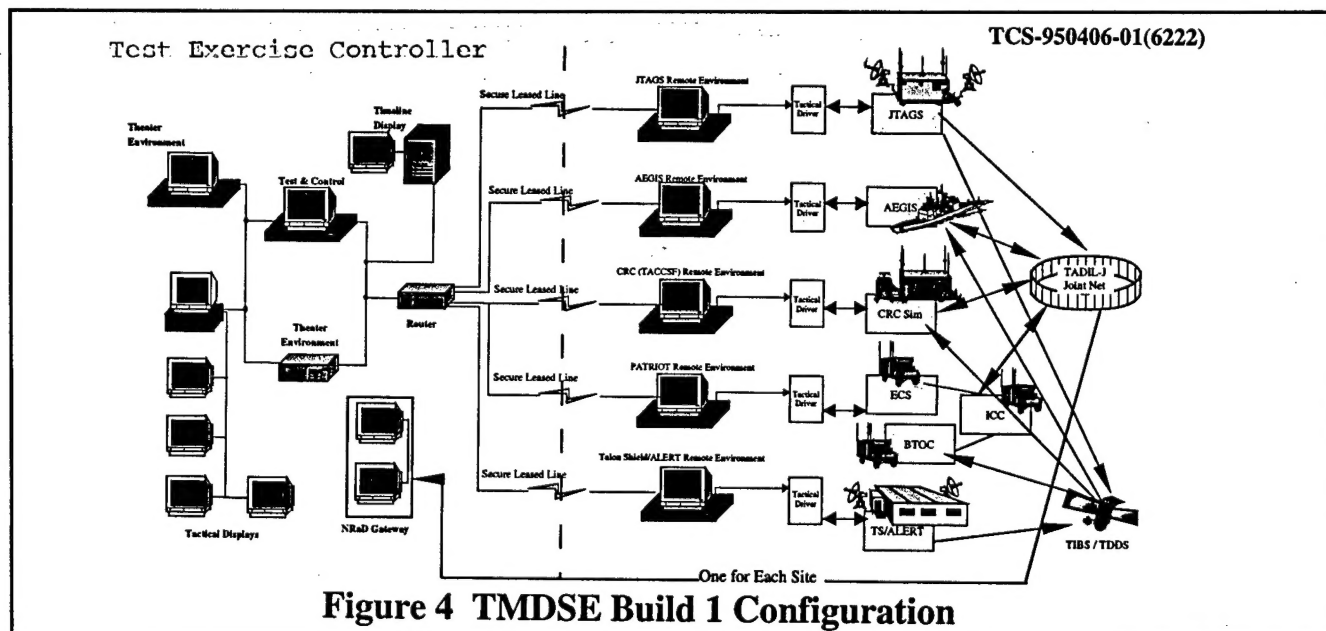 Test Exercise Controller
TCS-950406-01(6222)
Theater
Environment
Timeline
Display
Test & Control
Theater
Environment
Router
Tactical Displays
NRaD Gateway
Secure Leased Line
JTAGS Remote Environment
Tactical
Driver
JTAGS
Secure Leased Line
AEGIS Remote Environment
Tactical
Driver
AEGIS
Secure Leased Line
CRC (TACCSF) Remote Environment
Tactical
Driver
CRC Sim
Secure Leased Line
PATRIOT Remote Environment
Tactical
Driver
ECS
ICC
BTOC
Secure Leased Line
Talon Shield/ALERT Remote Environment
Tactical
Driver
TS/ALERT
TADIL-J
Joint Net
TIBS / TDDS
One for Each Site
Figure 4 TMDSE Build 1 Configuration